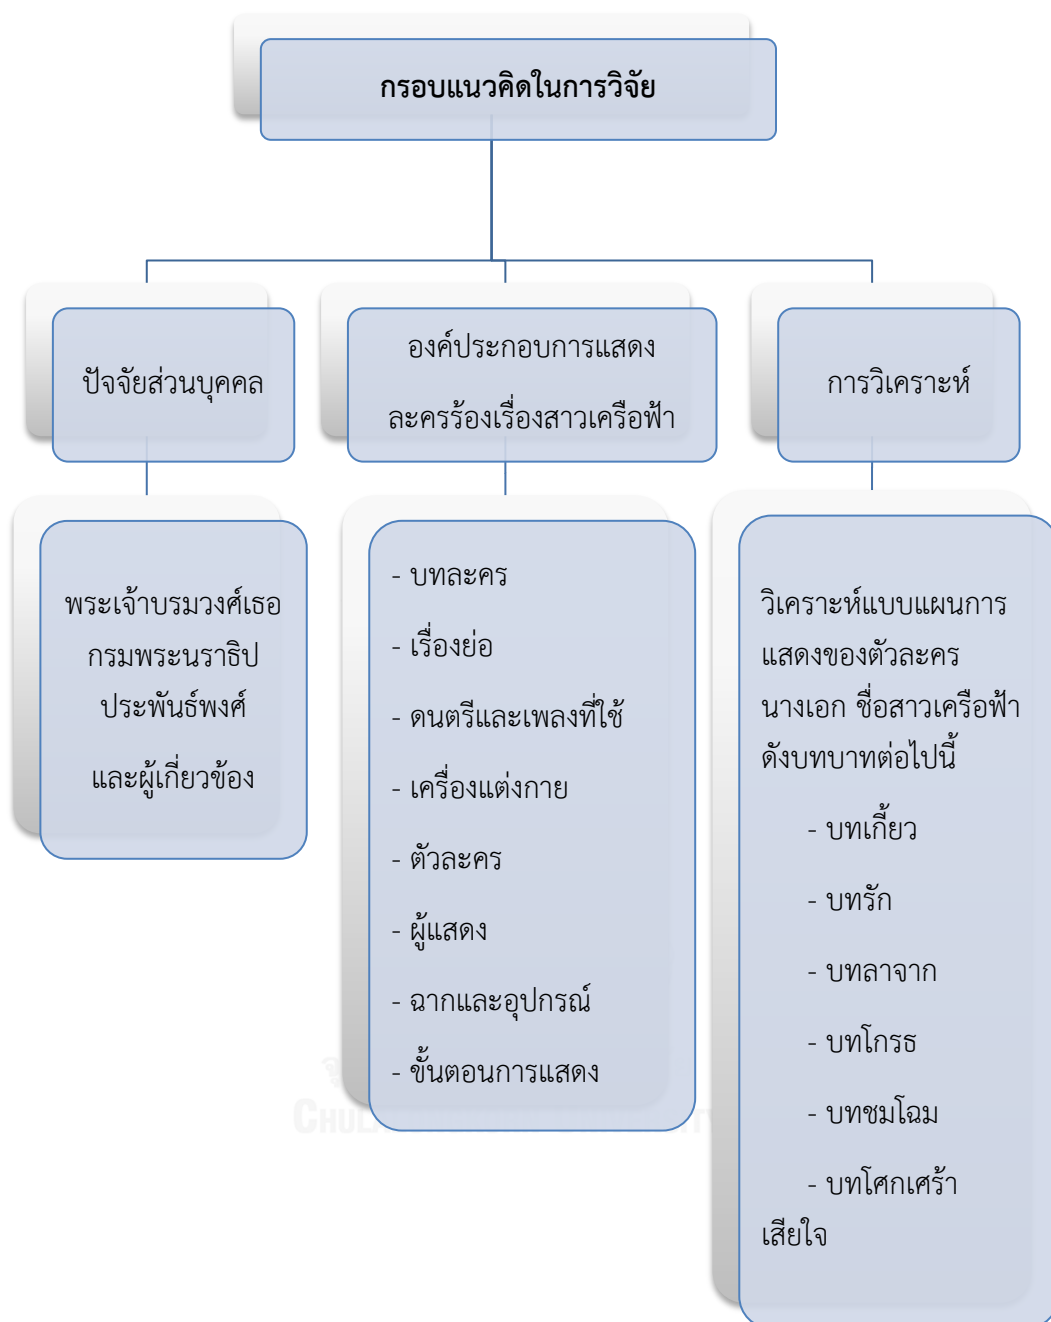 กรอบแนวคิดในการวิจัย
ปัจจัยส่วนบุคคล
องค์ประกอบการแสดง
ละครร้องเรื่องสาวเครือฟ้า
การวิเคราะห์
พระเจ้าบรมวงศ์เธอ
กรมพระนราธิป
ประพันธ์พงศ์
และผู้เกี่ยวข้อง
- บทละคร
- เรื่องย่อ
- ดนตรีและเพลงที่ใช้
- เครื่องแต่งกาย
- ตัวละคร
- ผู้แสดง
- ฉากและอุปกรณ์
- ขั้นตอนการแสดง
วิเคราะห์แบบแผนการ
แสดงของตัวละคร
นางเอก ชื่อสาวเครือฟ้า
ดังบทบาทต่อไปนี้
- บทเกี้ยว
- บทรัก
- บทลาจาก
- บทโกรธ
- บทชมโฉม
- บทโศกเศร้า
เสียใจ